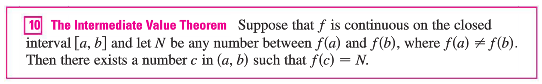 10 The Intermediate Value Theorem Suppose that f is continuous on the closed
interval [a, b] and let N be any number between f(a) and f(b), where f(a) ≠ f(b).
Then there exists a number c in (a, b) such that f(c) = N.